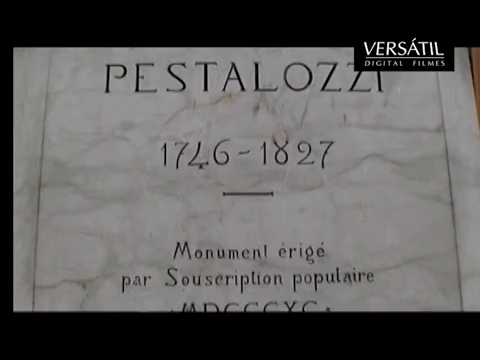 VERSÁTIL
DIGITAL FILMES
PESTALOZZI
1746-1827
Monument érigé
par Souscription populaire
MDCCCXC